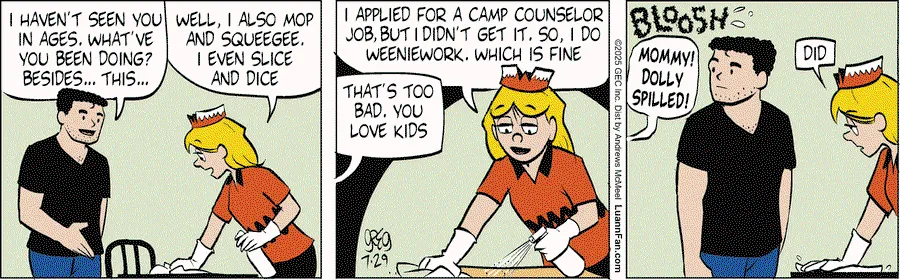 I HAVEN'T SEEN YOU
IN AGES. WHAT'VE
YOU BEEN DOING?
BESIDES... THIS...
WELL, I ALSO MOP
AND SQUEEGEE.
I EVEN SLICE
AND DICE
I APPLIED FOR A CAMP COUNSELOR
JOB, BUT I DIDN'T GET IT. SO, I DO
WEENIEWORK. WHICH IS FINE
THAT'S TOO
BAD. YOU
LOVE KIDS
GREG
7-29
BLOOSH
MOMMY!
DOLLY
SPILLED!
DID
©2025 GEC Inc. Dist by Andrews McMeel LuannFan.com